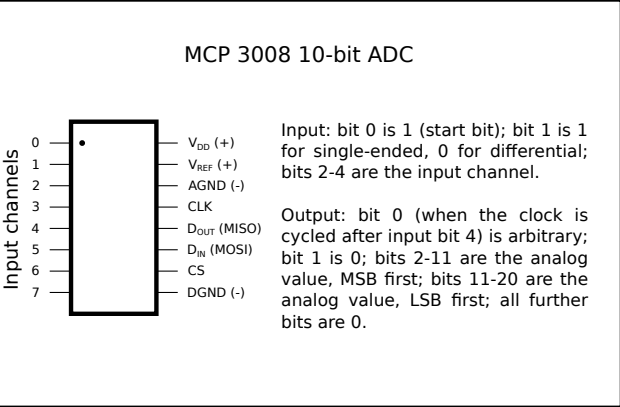 MCP 3008 10-bit ADC
Input channels
0
1
2
3
4
5
6
7
V_DD (+)
V_REF (+)
AGND (-)
CLK
D_OUT (MISO)
D_IN (MOSI)
CS
DGND (-)
Input: bit 0 is 1 (start bit); bit 1 is 1
for single-ended, 0 for differential;
bits 2-4 are the input channel.
Output: bit 0 (when the clock is
cycled after input bit 4) is arbitrary;
bit 1 is 0; bits 2-11 are the analog
value, MSB first; bits 11-20 are the
analog value, LSB first; all further
bits are 0.